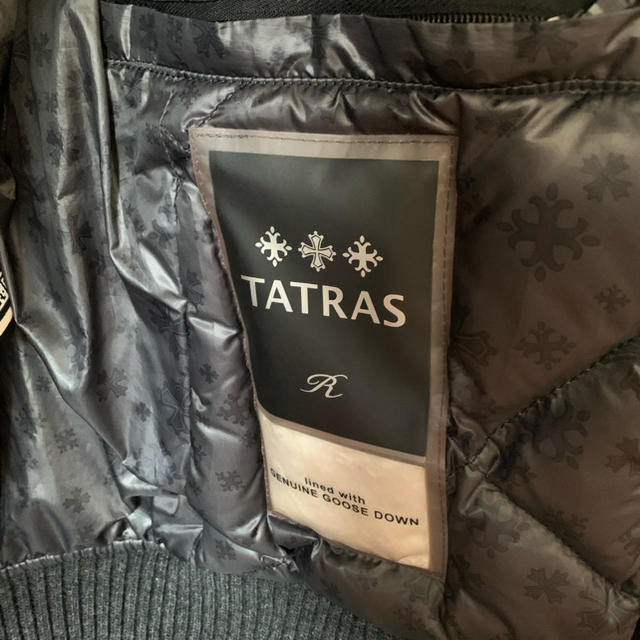 TATRAS
R
lined with
GENUINE GOOSE DOWN